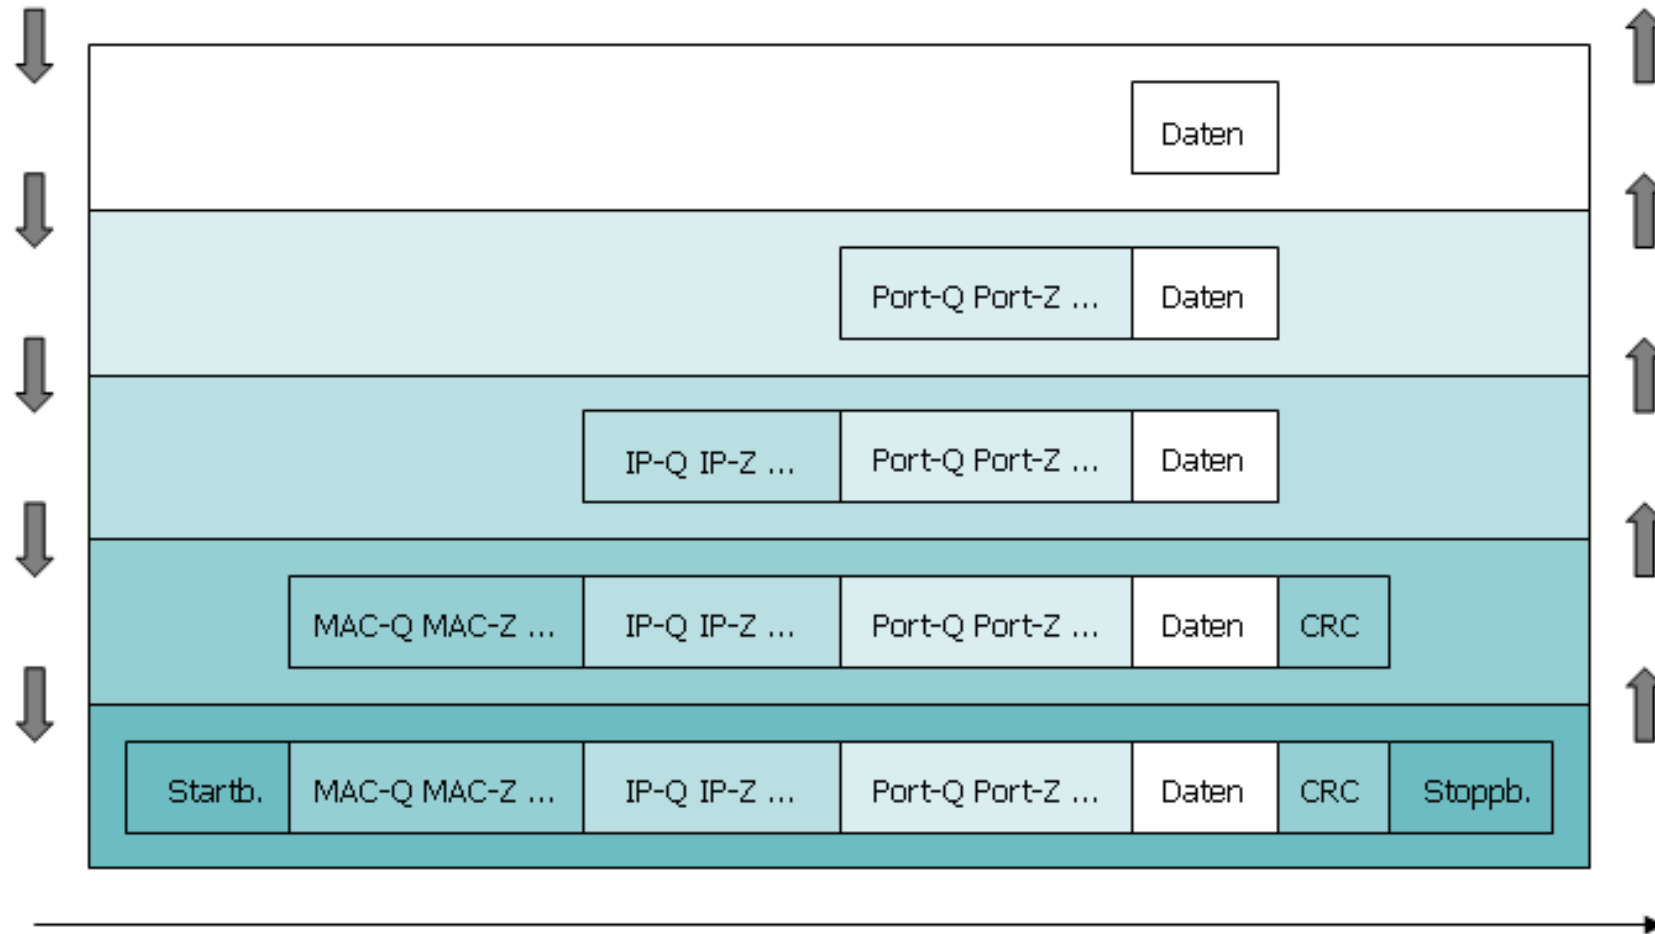 Daten
Port-Q Port-Z ... Daten
IP-Q IP-Z ... Port-Q Port-Z ... Daten
MAC-Q MAC-Z ... IP-Q IP-Z ... Port-Q Port-Z ... Daten CRC
Startb. MAC-Q MAC-Z ... IP-Q IP-Z ... Port-Q Port-Z ... Daten CRC Stoppb.